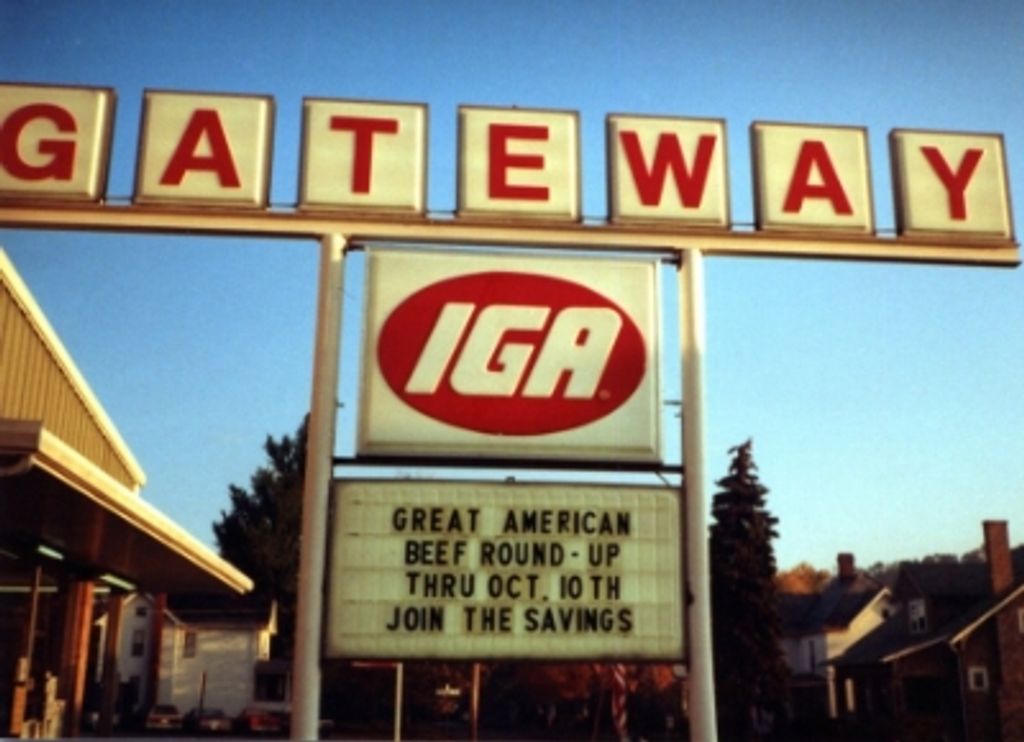 GATEWAY
IGA
GREAT AMERICAN
BEEF ROUND-UP
THRU OCT. 10TH
JOIN THE SAVINGS